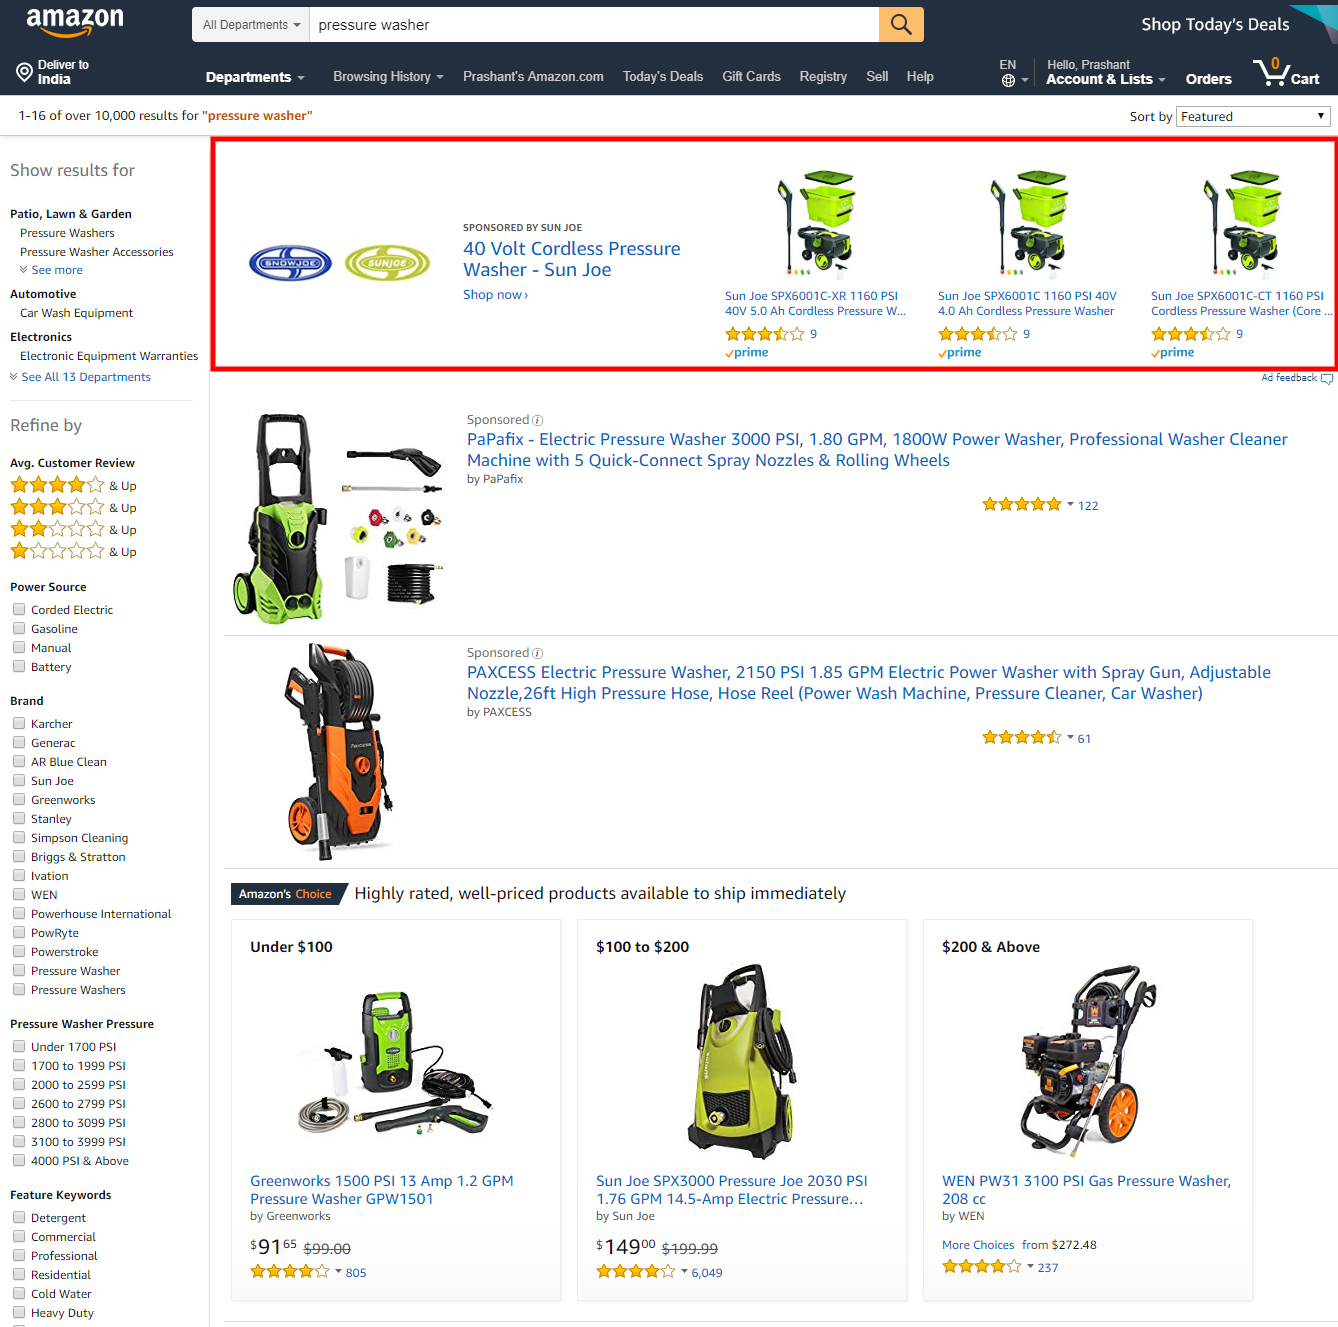 amazon
All Departments
pressure washer
Shop Today's Deals
Deliver to
India
Departments
Browsing History
Prashant's Amazon.com
Today's Deals
Gift Cards
Registry
Sell
Help
EN
Hello, Prashant
Account & Lists
Orders
0
Cart
1-16 of over 10,000 results for "pressure washer"
Sort by Featured
Show results for
Patio, Lawn & Garden
Pressure Washers
Pressure Washer Accessories
See more
Automotive
Car Wash Equipment
Electronics
Electronic Equipment Warranties
See All 13 Departments
Refine by
Avg. Customer Review
& Up
& Up
& Up
& Up
Power Source
Corded Electric
Gasoline
Manual
Battery
Brand
Karcher
Generac
AR Blue Clean
Sun Joe
Greenworks
Stanley
Simpson Cleaning
Briggs & Stratton
Ivation
WEN
Powerhouse International
PowRyte
Powerstroke
Pressure Washer
Pressure Washers
Pressure Washer Pressure
Under 1700 PSI
1700 to 1999 PSI
2000 to 2599 PSI
2600 to 2799 PSI
2800 to 3099 PSI
3100 to 3999 PSI
4000 PSI & Above
Feature Keywords
Detergent
Commercial
Professional
Residential
Cold Water
Heavy Duty
SNOWJOE
SUNJOE
SPONSORED BY SUN JOE
40 Volt Cordless Pressure
Washer - Sun Joe
Shop now ›
Sun Joe SPX6001C-XR 1160 PSI
40V 5.0 Ah Cordless Pressure W...
9
prime
Sun Joe SPX6001C 1160 PSI 40V
4.0 Ah Cordless Pressure Washer
9
prime
Sun Joe SPX6001C-CT 1160 PSI
Cordless Pressure Washer (Core ...
9
prime
Ad feedback
Sponsored
PaPafix - Electric Pressure Washer 3000 PSI, 1.80 GPM, 1800W Power Washer, Professional Washer Cleaner
Machine with 5 Quick-Connect Spray Nozzles & Rolling Wheels
by PaPafix
122
Sponsored
PAXCESS Electric Pressure Washer, 2150 PSI 1.85 GPM Electric Power Washer with Spray Gun, Adjustable
Nozzle,26ft High Pressure Hose, Hose Reel (Power Wash Machine, Pressure Cleaner, Car Washer)
by PAXCESS
61
Amazon's Choice
Highly rated, well-priced products available to ship immediately
Under $100
Greenworks 1500 PSI 13 Amp 1.2 GPM
Pressure Washer GPW1501
by Greenworks
$91 65 $99.00
805
$100 to $200
SUNJOE
Sun Joe SPX3000 Pressure Joe 2030 PSI
1.76 GPM 14.5-Amp Electric Pressure…
by Sun Joe
$149 00 $199.99
6,049
$200 & Above
WEN PW31 3100 PSI Gas Pressure Washer,
208 cc
by WEN
More Choices from $272.48
237